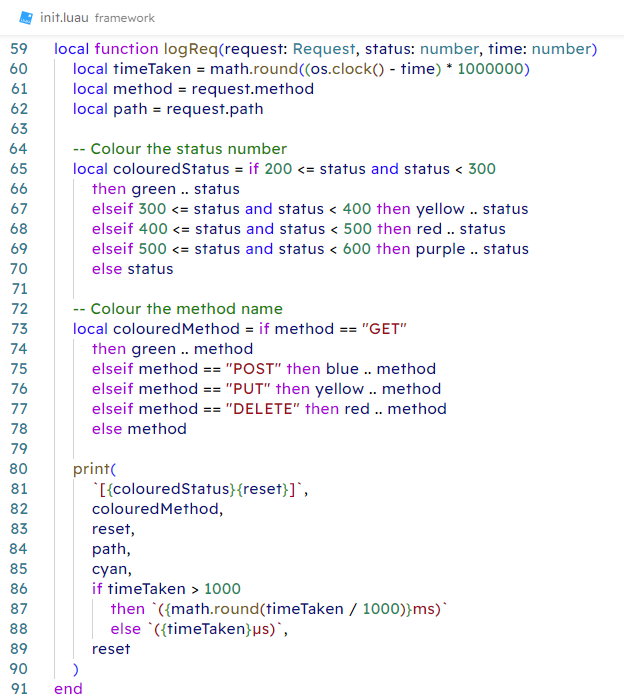 init.luau framework
59 local function logReq(request: Request, status: number, time: number)
60 local timeTaken = math.round((os.clock() - time) * 1000000)
61 local method = request.method
62 local path = request.path
63
64 -- Colour the status number
65 local colouredStatus = if 200 <= status and status < 300
66 then green .. status
67 elseif 300 <= status and status < 400 then yellow .. status
68 elseif 400 <= status and status < 500 then red .. status
69 elseif 500 <= status and status < 600 then purple .. status
70 else status
71
72 -- Colour the method name
73 local colouredMethod = if method == "GET"
74 then green .. method
75 elseif method == "POST" then blue .. method
76 elseif method == "PUT" then yellow .. method
77 elseif method == "DELETE" then red .. method
78 else method
79
80 print(
81 `[{colouredStatus}{reset}]`,
82 colouredMethod,
83 reset,
84 path,
85 cyan,
86 if timeTaken > 1000
87 then `({math.round(timeTaken / 1000)}ms)`
88 else `({timeTaken}µs)`,
89 reset
90 )
91 end